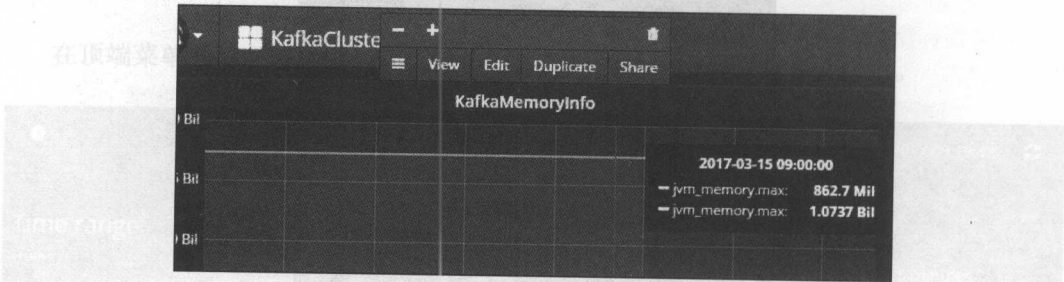 KafkaCluste
View Edit Duplicate Share
KafkaMemoryInfo
Bil
2017-03-15 09:00:00
Bil
jvm_memory.max: 862.7 Mil
jvm_memory.max: 1.0737 Bil
Bil
在顶端菜单
Time range